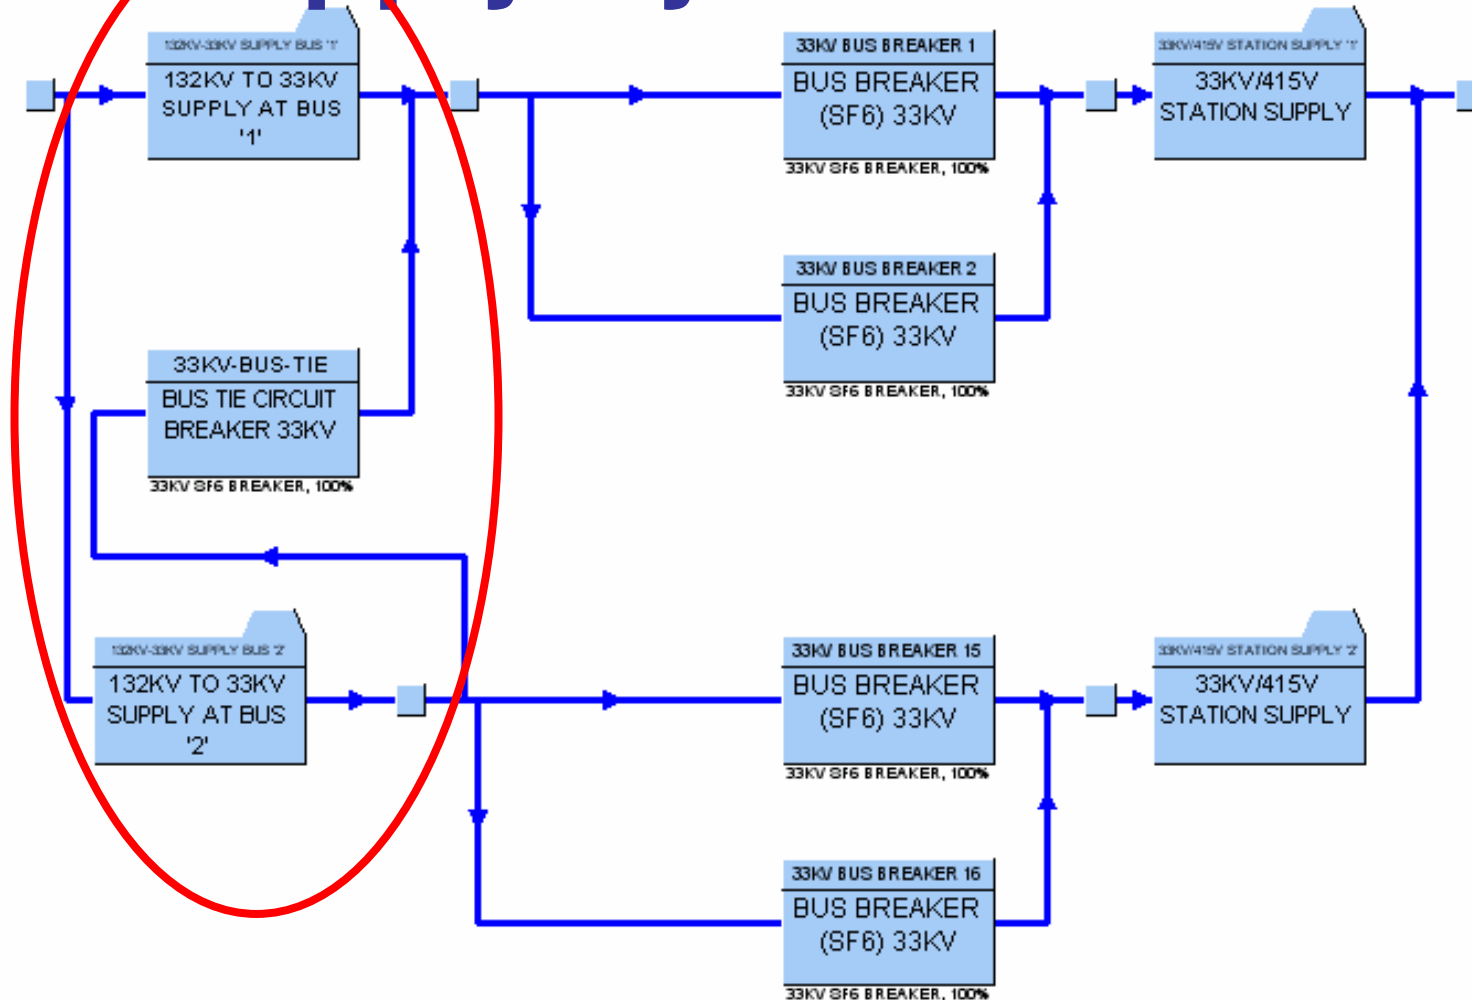 132KV-33KV SUPPLY BUS '1'
132KV TO 33KV
SUPPLY AT BUS
'1'
33KV BUS BREAKER 1
BUS BREAKER
(SF6) 33KV
33KV SF6 BREAKER, 100%
33KV/415V STATION SUPPLY '1'
33KV/415V
STATION SUPPLY
33KV BUS BREAKER 2
BUS BREAKER
(SF6) 33KV
33KV SF6 BREAKER, 100%
33KV-BUS-TIE
BUS TIE CIRCUIT
BREAKER 33KV
33KV SF6 BREAKER, 100%
132KV-33KV SUPPLY BUS '2'
132KV TO 33KV
SUPPLY AT BUS
'2'
33KV BUS BREAKER 15
BUS BREAKER
(SF6) 33KV
33KV SF6 BREAKER, 100%
33KV/415V STATION SUPPLY '2'
33KV/415V
STATION SUPPLY
33KV BUS BREAKER 16
BUS BREAKER
(SF6) 33KV
33KV SF6 BREAKER, 100%